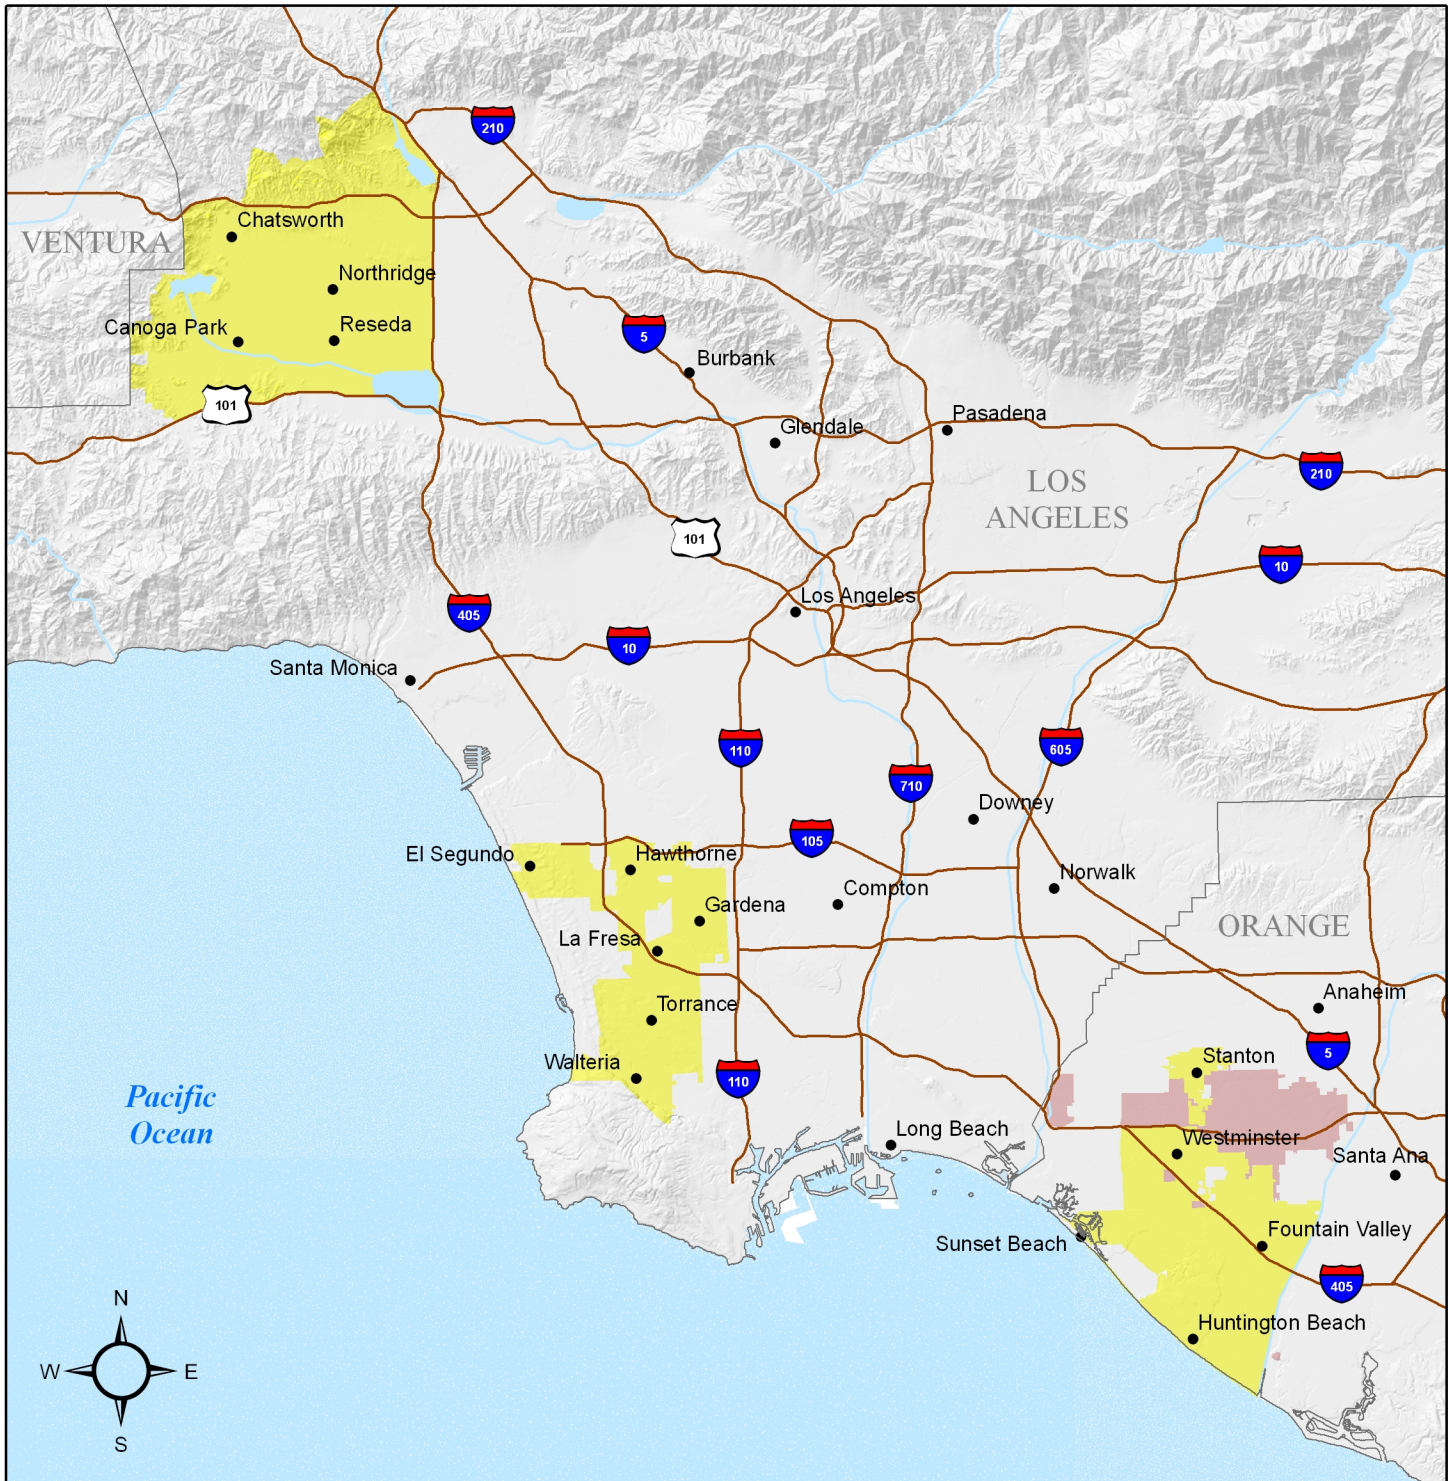 210
Chatsworth
VENTURA
Northridge
Canoga Park
Reseda
5
Burbank
101
Pasadena
Glendale
LOS
ANGELES
210
101
10
Los Angeles
405
10
Santa Monica
110
605
710
Downey
105
El Segundo
Hawthorne
Norwalk
Compton
Gardena
ORANGE
La Fresa
Anaheim
Torrance
5
Stanton
Walteria
110
Pacific
Ocean
Long Beach
Westminster
Santa Ana
Fountain Valley
Sunset Beach
405
N
Huntington Beach
W
E
S